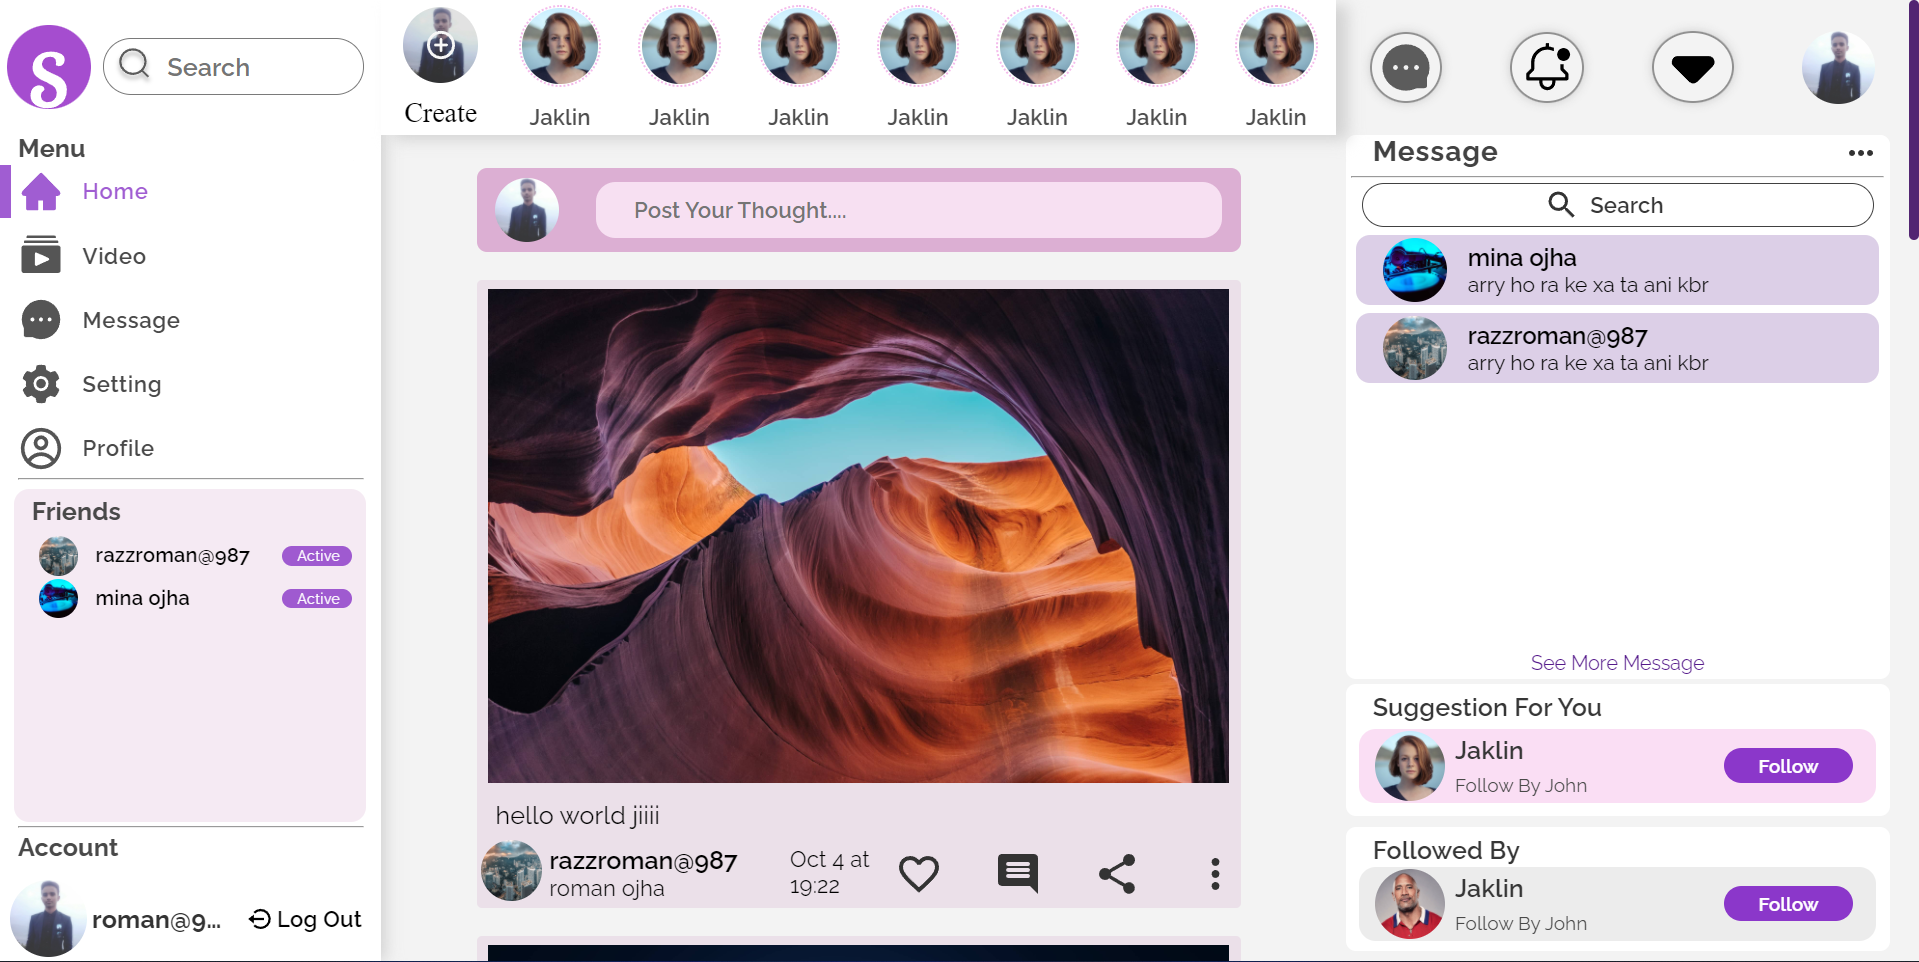 S
Search
Menu
Home
Video
Message
Setting
Profile
Friends
razzroman@987
Active
mina ojha
Active
Account
roman@9...
Log Out
Create
Jaklin
Jaklin
Jaklin
Jaklin
Jaklin
Jaklin
Jaklin
Post Your Thought....
hello world jiiiii
razzroman@987
roman ojha
Oct 4 at
19:22
Message
Search
mina ojha
arry ho ra ke xa ta ani kbr
razzroman@987
arry ho ra ke xa ta ani kbr
See More Message
Suggestion For You
Jaklin
Follow By John
Follow
Followed By
Jaklin
Follow By John
Follow